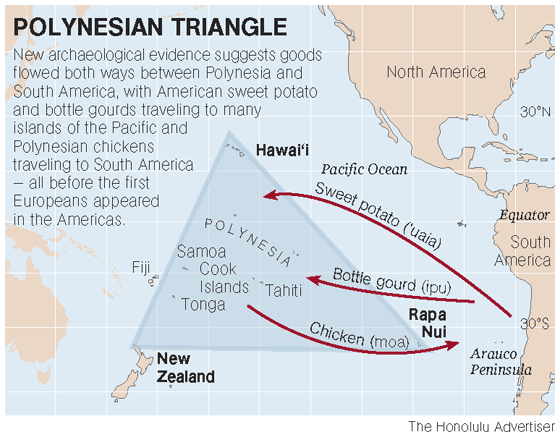 POLYNESIAN TRIANGLE
New archaeological evidence suggests goods
flowed both ways between Polynesia and
South America, with American sweet potato
and bottle gourds traveling to many
islands of the Pacific and
Polynesian chickens
traveling to South America
– all before the first
Europeans appeared
in the Americas.
North America
30°N
Hawai‘i
Pacific Ocean
Sweet potato (‘uaia)
Equator
POLYNESIA
South
America
Samoa
Fiji
Cook
Islands
Tahiti
Tonga
Bottle gourd (ipu)
Rapa
Nui
30°S
Chicken (moa)
Arauco
Peninsula
New
Zealand
The Honolulu Advertiser